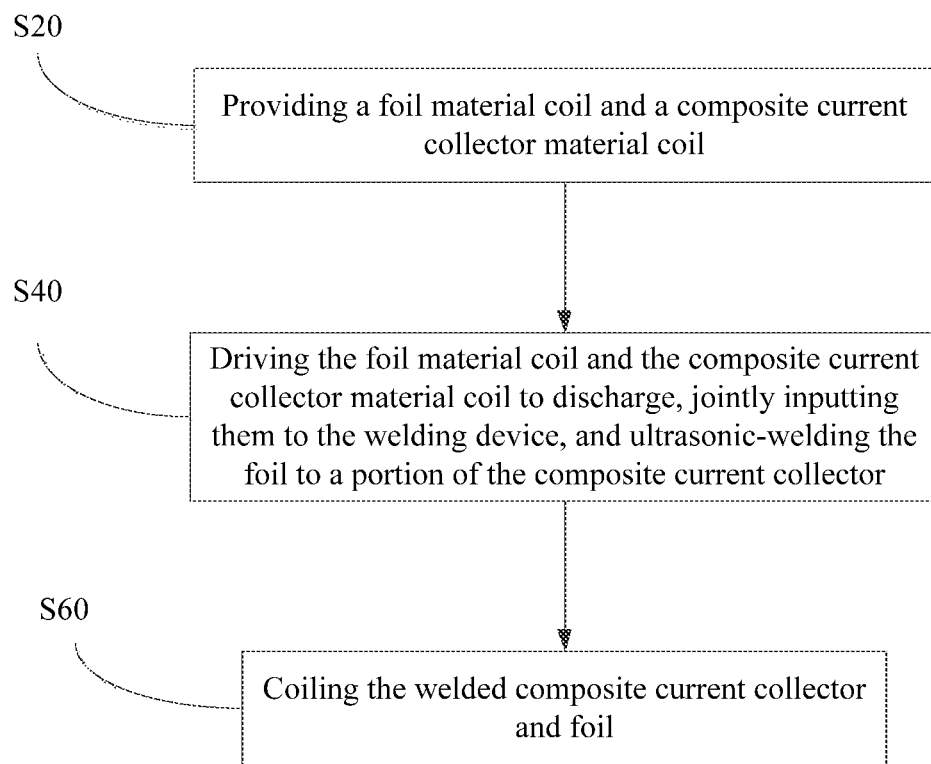 S20
Providing a foil material coil and a composite current
collector material coil
S40
Driving the foil material coil and the composite current
collector material coil to discharge, jointly inputting
them to the welding device, and ultrasonic-welding the
foil to a portion of the composite current collector
S60
Coiling the welded composite current collector
and foil